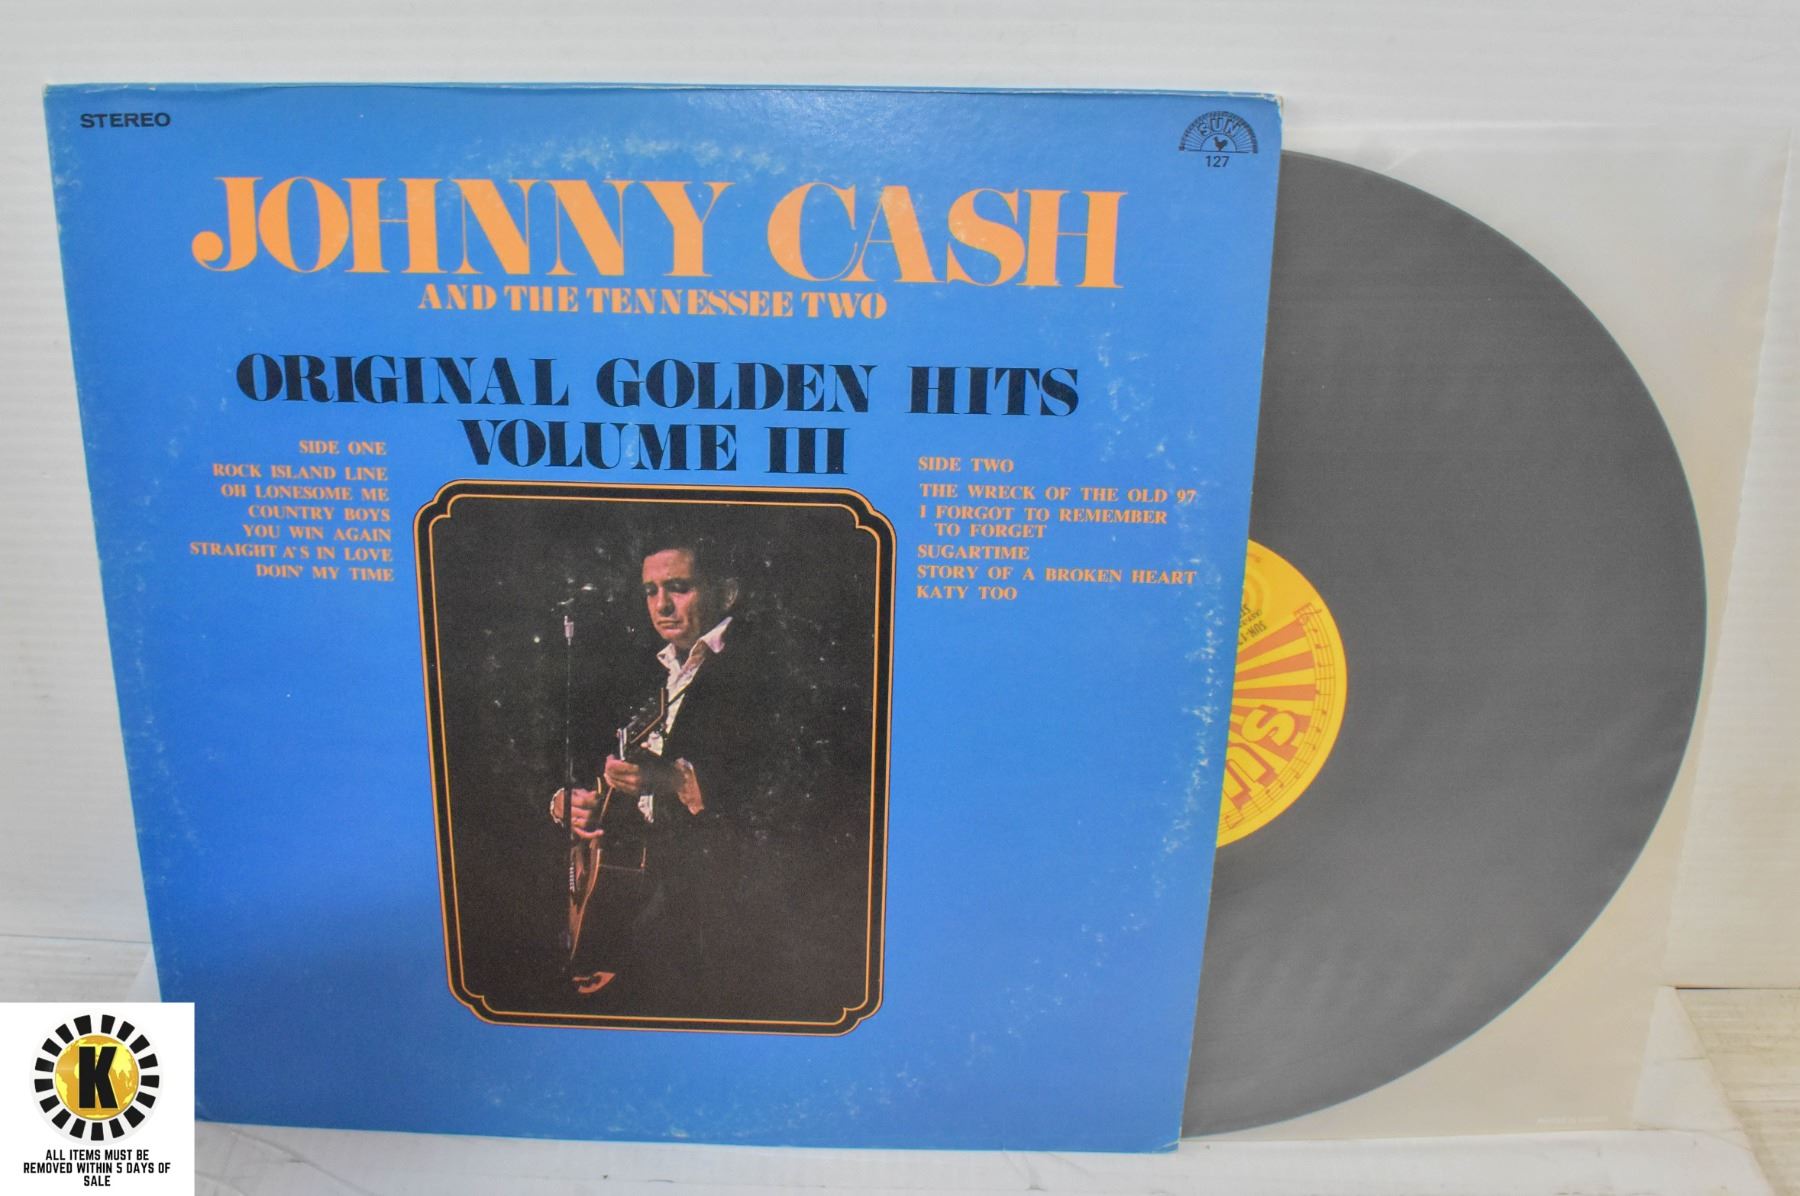 STEREO
SUN
127
JOHNNY CASH
AND THE TENNESSEE TWO
ORIGINAL GOLDEN HITS
VOLUME III
SIDE ONE
ROCK ISLAND LINE
OH LONESOME ME
COUNTRY BOYS
YOU WIN AGAIN
STRAIGHT A'S IN LOVE
DOIN' MY TIME
SIDE TWO
THE WRECK OF THE OLD 97
I FORGOT TO REMEMBER
TO FORGET
SUGARTIME
STORY OF A BROKEN HEART
KATY TOO
SUN
K
ALL ITEMS MUST BE
REMOVED WITHIN 5 DAYS OF
SALE